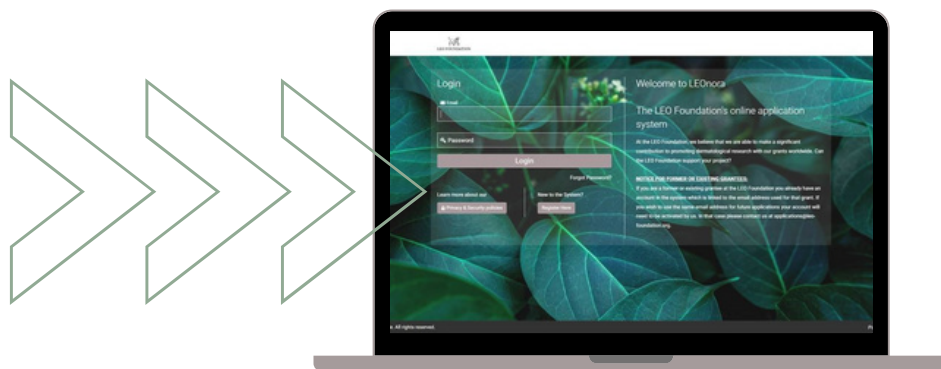 LEO FOUNDATION
Login
Email
Password
Login
Forgot Password?
Learn more about our
Privacy & Security policies
New to the System?
Register Here
Welcome to LEOnora
The LEO Foundation's online application
system
At the LEO Foundation, we believe that we are able to make a significant
contribution to promoting dermatological research with our grants worldwide. Can
the LEO Foundation support your project?
NOTICE FOR FORMER OR EXISTING GRANTEES:
If you are a former or existing grantee at the LEO Foundation you already have an
account in the system which is linked to the email address used for that grant. If
you wish to use the same email address for future applications your account will
need to be activated by us. In that case please contact us at applications@leo-
foundation.org.
. All rights reserved.